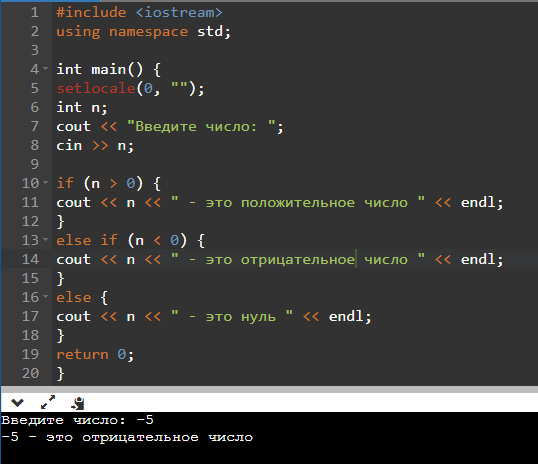 1 #include <iostream>
2 using namespace std;
3
4 int main() {
5 setlocale(0, "");
6 int n;
7 cout << "Введите число: ";
8 cin >> n;
9
10 if (n > 0) {
11 cout << n << " - это положительное число " << endl;
12 }
13 else if (n < 0) {
14 cout << n << " - это отрицательное число " << endl;
15 }
16 else {
17 cout << n << " - это нуль " << endl;
18 }
19 return 0;
20 }
Введите число: -5
-5 - это отрицательное число